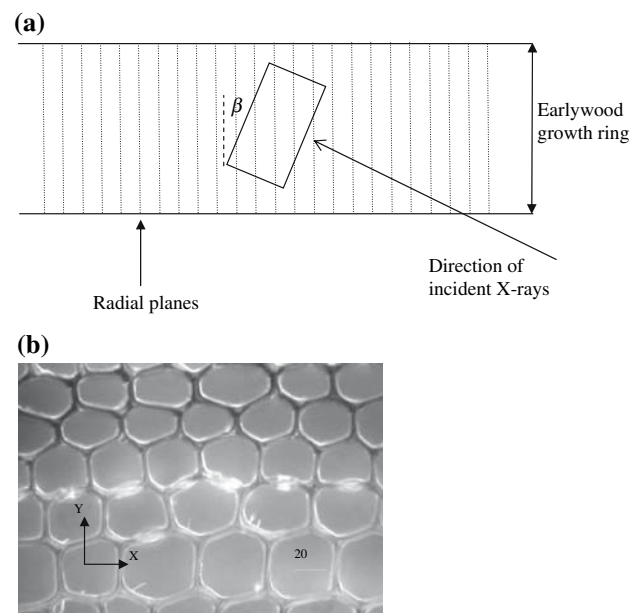 (a)
β
Earlywood
growth ring
Direction of
incident X-rays
Radial planes
(b)
Y
X
20